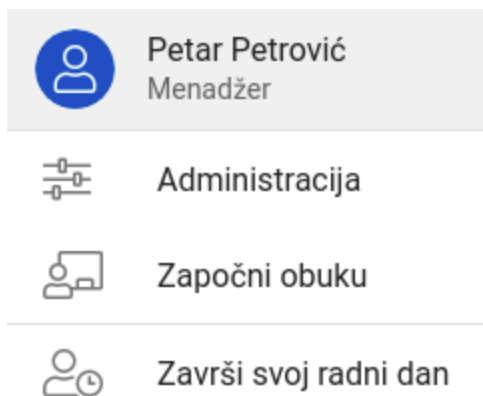 Petar Petrović
Menadžer
Administracija
Započni obuku
Završi svoj radni dan